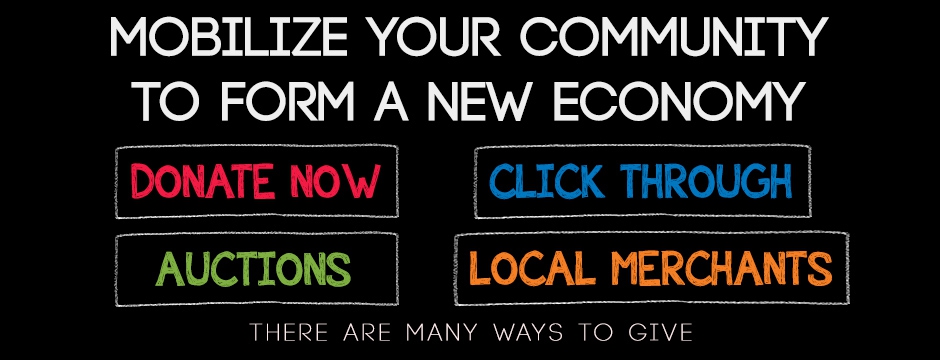 MOBILIZE YOUR COMMUNITY
TO FORM A NEW ECONOMY
DONATE NOW
CLICK THROUGH
AUCTIONS
LOCAL MERCHANTS
THERE ARE MANY WAYS TO GIVE